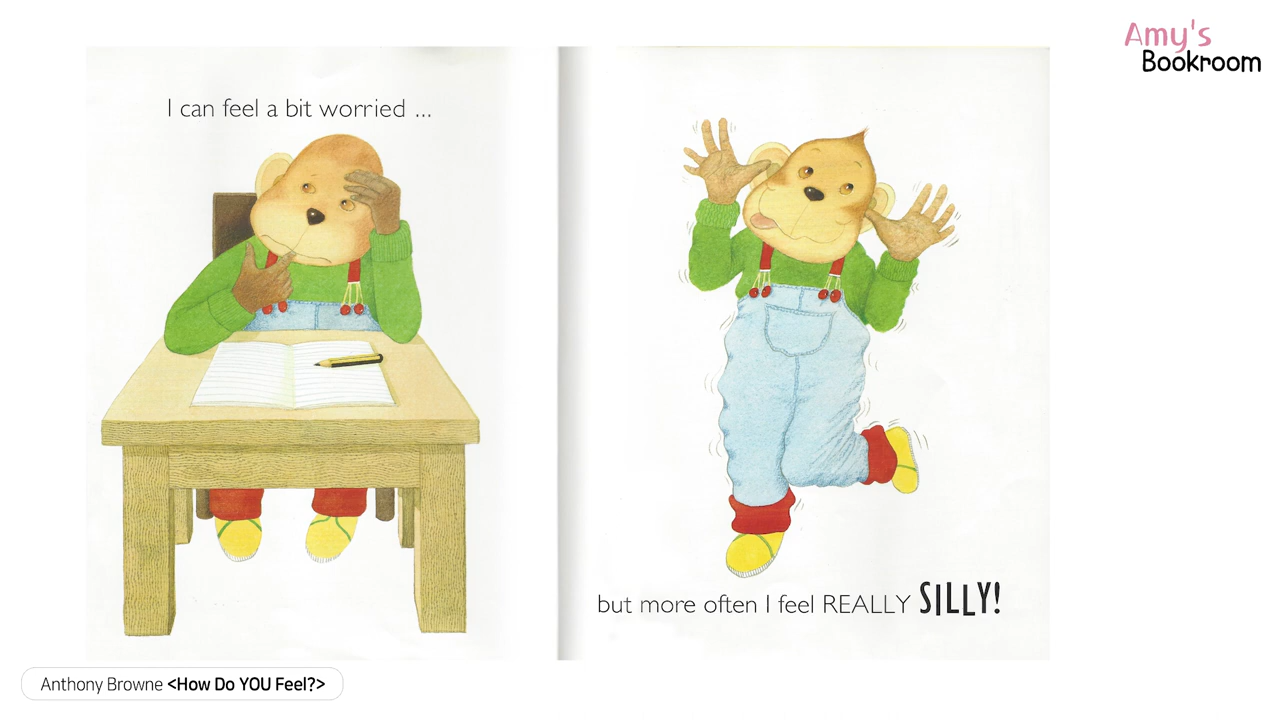 Amy's
Bookroom
I can feel a bit worried ...
but more often I feel REALLY SILLY!
Anthony Browne <How Do YOU Feel?>